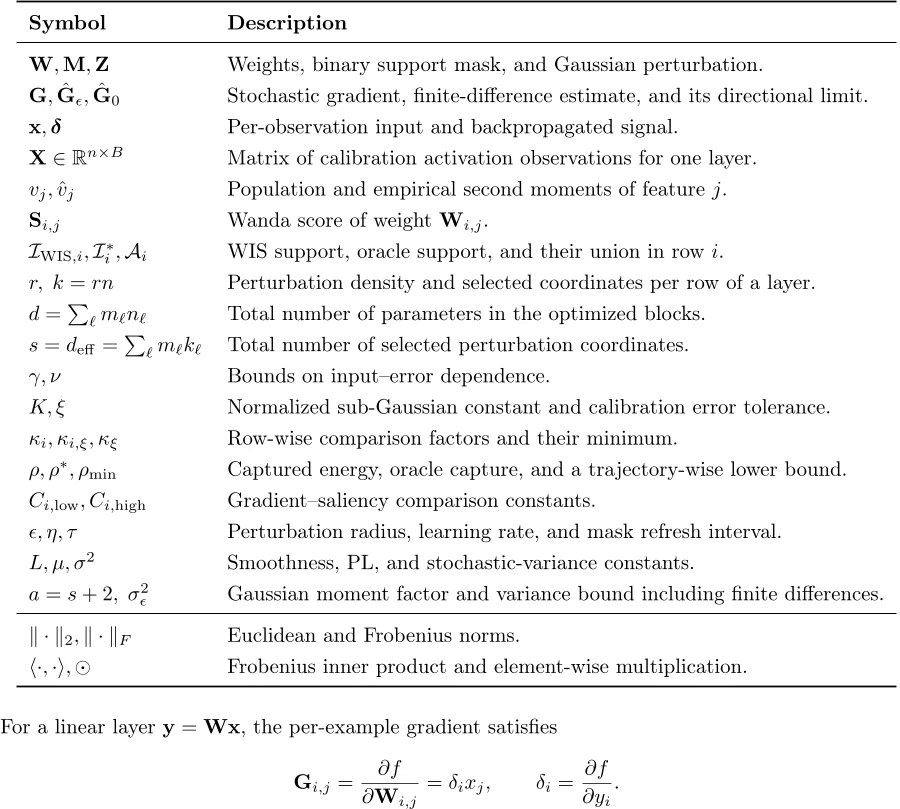 Symbol Description
W, M, Z Weights, binary support mask, and Gaussian perturbation.
G, Ĝ_ϵ, Ĝ_0 Stochastic gradient, finite-difference estimate, and its directional limit.
x, δ Per-observation input and backpropagated signal.
X ∈ ℝ^{n×B} Matrix of calibration activation observations for one layer.
v_j, v̂_j Population and empirical second moments of feature j.
S_{i,j} Wanda score of weight W_{i,j}.
ℐ_{WIS,i}, ℐ_i^*, 𝒜_i WIS support, oracle support, and their union in row i.
r, k = rn Perturbation density and selected coordinates per row of a layer.
d = ∑_ℓ m_ℓ n_ℓ Total number of parameters in the optimized blocks.
s = d_eff = ∑_ℓ m_ℓ k_ℓ Total number of selected perturbation coordinates.
γ, ν Bounds on input–error dependence.
K, ξ Normalized sub-Gaussian constant and calibration error tolerance.
κ_i, κ_{i,ξ}, κ_ξ Row-wise comparison factors and their minimum.
ρ, ρ^*, ρ_min Captured energy, oracle capture, and a trajectory-wise lower bound.
C_{i,low}, C_{i,high} Gradient–saliency comparison constants.
ϵ, η, τ Perturbation radius, learning rate, and mask refresh interval.
L, μ, σ² Smoothness, PL, and stochastic-variance constants.
a = s + 2, σ_ϵ² Gaussian moment factor and variance bound including finite differences.
‖ · ‖_2, ‖ · ‖_F Euclidean and Frobenius norms.
⟨·, ·⟩, ⊙ Frobenius inner product and element-wise multiplication.
For a linear layer y = Wx, the per-example gradient satisfies
G_{i,j} = ∂f/∂W_{i,j} = δ_i x_j, δ_i = ∂f/∂y_i.